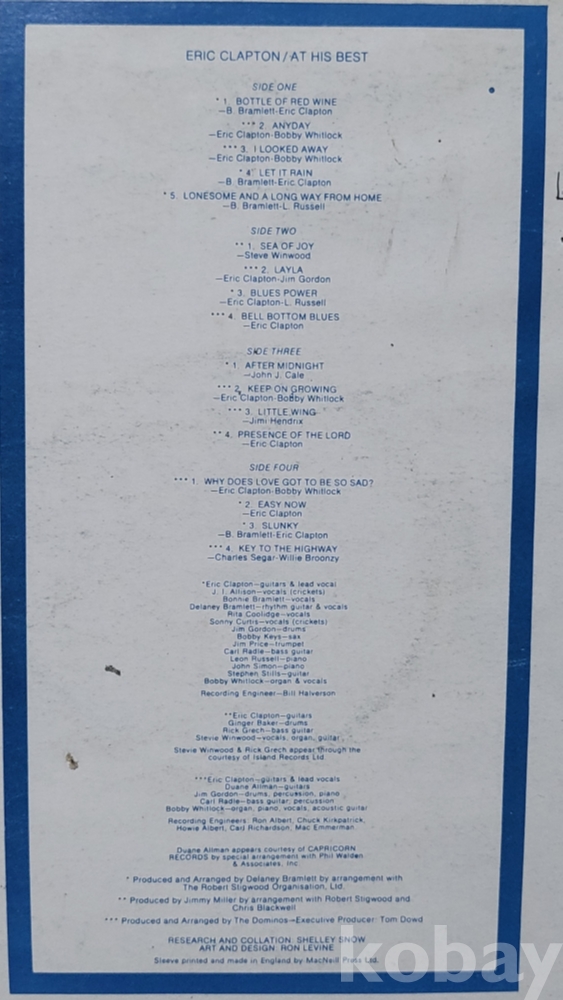 ERIC CLAPTON/AT HIS BEST
SIDE ONE
* 1. BOTTLE OF RED WINE
—B. Bramlett-Eric Clapton
*** 2. ANYDAY
—Eric Clapton-Bobby Whitlock
*** 3. I LOOKED AWAY
—Eric Clapton-Bobby Whitlock
* 4. LET IT RAIN
—B. Bramlett-Eric Clapton
* 5. LONESOME AND A LONG WAY FROM HOME
—B. Bramlett-L. Russell
SIDE TWO
** 1. SEA OF JOY
—Steve Winwood
*** 2. LAYLA
—Eric Clapton-Jim Gordon
* 3. BLUES POWER
—Eric Clapton-L. Russell
*** 4. BELL BOTTOM BLUES
—Eric Clapton
SIDE THREE
* 1. AFTER MIDNIGHT
—John J. Cale
*** 2. KEEP ON GROWING
—Eric Clapton-Bobby Whitlock
*** 3. LITTLE WING
—Jimi Hendrix
** 4. PRESENCE OF THE LORD
—Eric Clapton
SIDE FOUR
*** 1. WHY DOES LOVE GOT TO BE SO SAD?
—Eric Clapton-Bobby Whitlock
* 2. EASY NOW
—Eric Clapton
* 3. SLUNKY
—B. Bramlett-Eric Clapton
*** 4. KEY TO THE HIGHWAY
—Charles Segar-Willie Broonzy
*Eric Clapton—guitars & lead vocal
J. I. Allison—vocals (crickets)
Bonnie Bramlett—vocals
Delaney Bramlett—rhythm guitar & vocals
Rita Coolidge—vocals
Sonny Curtis—vocals (crickets)
Jim Gordon—drums
Bobby Keys—sax
Jim Price—trumpet
Carl Radle—bass guitar
Leon Russell—piano
John Simon—piano
Stephen Stills—guitar
Bobby Whitlock—organ & vocals
Recording Engineer—Bill Halverson
**Eric Clapton—guitars
Ginger Baker—drums
Rick Grech—bass guitar
Stevie Winwood—vocals, organ, guitar
Stevie Winwood & Rick Grech appear through the
courtesy of Island Records Ltd
***Eric Clapton—guitars & lead vocals
Duane Allman—guitars
Jim Gordon—drums, percussion, piano
Carl Radle—bass guitar, percussion
Bobby Whitlock—organ, piano, vocals, acoustic guitar
Recording Engineers: Ron Albert, Chuck Kirkpatrick,
Howie Albert, Carl Richardson, Mac Emmerman
Duane Allman appears courtesy of CAPRICORN
RECORDS by special arrangement with Phil Walden
& Associates, Inc
* Produced and Arranged by Delaney Bramlett by arrangement with
The Robert Stigwood Organisation, Ltd.
** Produced by Jimmy Miller by arrangement with Robert Stigwood and
Chris Blackwell
*** Produced and Arranged by The Dominos—Executive Producer: Tom Dowd
RESEARCH AND COLLATION: SHELLEY SNOW
ART AND DESIGN: RON LEVINE
Sleeve printed and made in England by MacNeill Press Ltd.
kobay